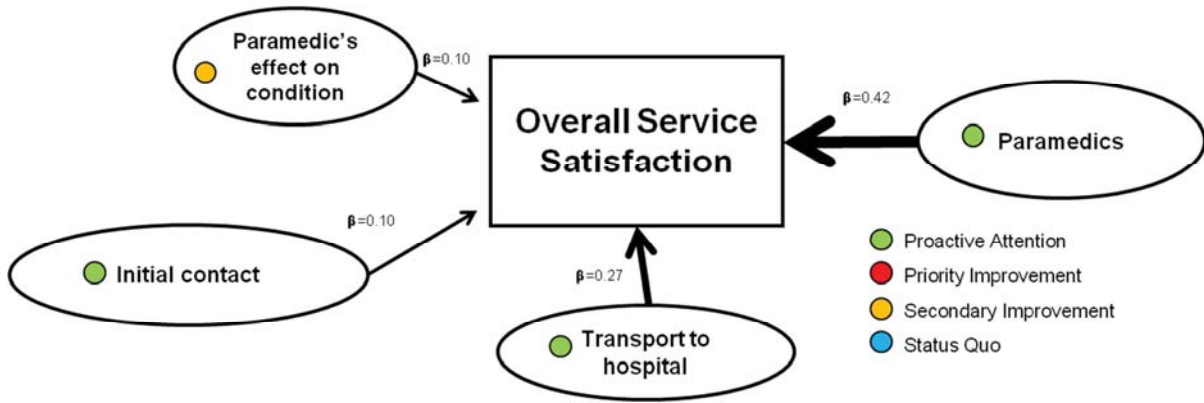 Paramedic's
effect on
condition
β=0.10
Overall Service
Satisfaction
β=0.42
Paramedics
β=0.10
Initial contact
β=0.27
Transport to
hospital
Proactive Attention
Priority Improvement
Secondary Improvement
Status Quo